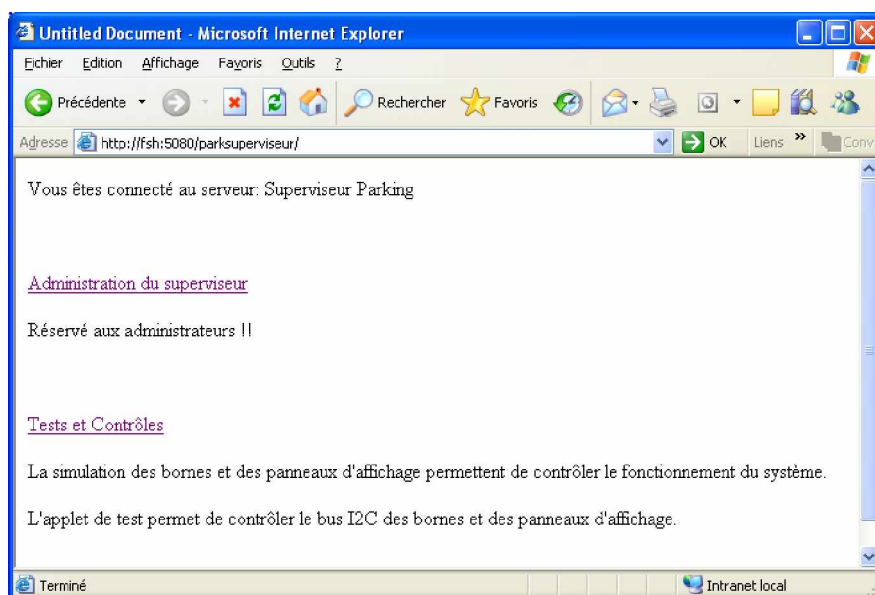 Untitled Document - Microsoft Internet Explorer
Fichier Edition Affichage Favoris Outils ?
Précédente Rechercher Favoris
Adresse http://fsh:5080/parksuperviseur/ OK Liens » Conv
Vous êtes connecté au serveur: Superviseur Parking
Administration du superviseur
Réservé aux administrateurs !!
Tests et Contrôles
La simulation des bornes et des panneaux d'affichage permettent de contrôler le fonctionnement du système.
L'applet de test permet de contrôler le bus I2C des bornes et des panneaux d'affichage.
Terminé Intranet local